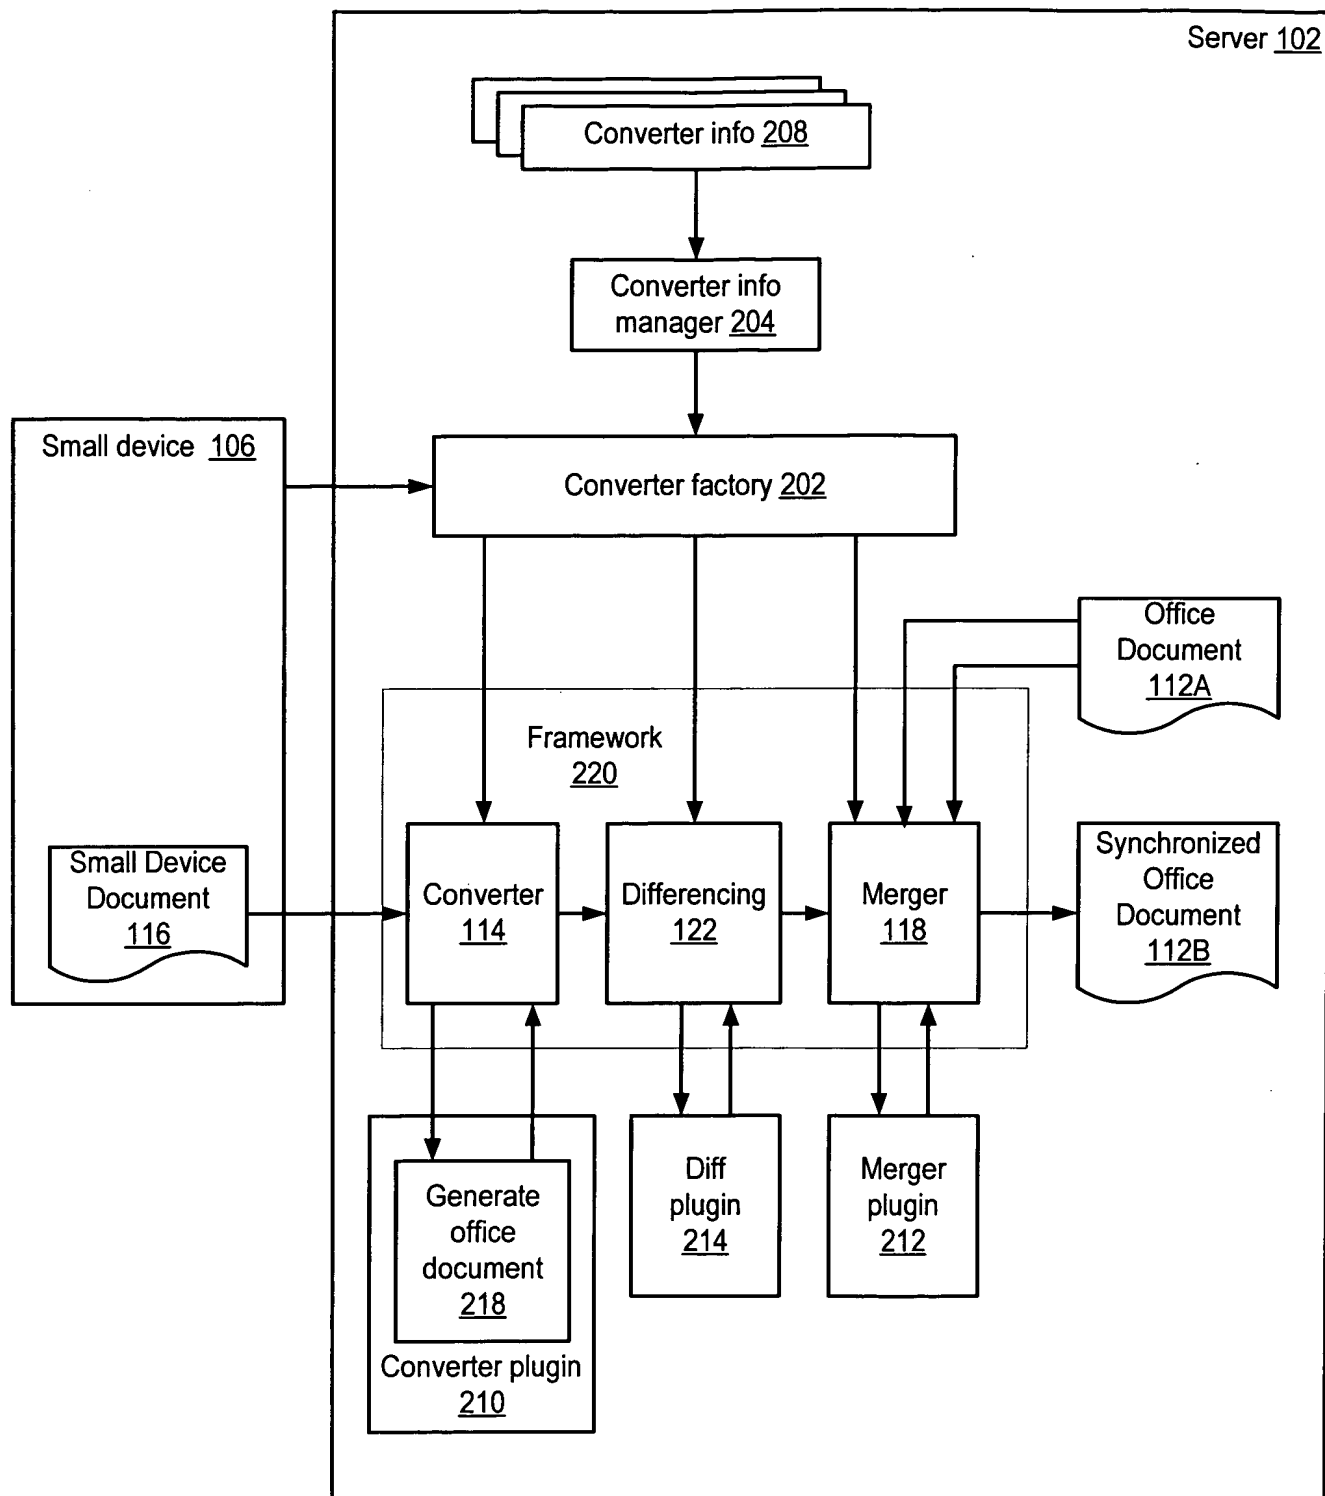 Server 102
Converter info 208
Converter info
manager 204
Small device 106
Converter factory 202
Office
Document
112A
Framework
220
Small Device
Document
116
Converter
114
Differencing
122
Merger
118
Synchronized
Office
Document
112B
Generate
office
document
218
Converter plugin
210
Diff
plugin
214
Merger
plugin
212